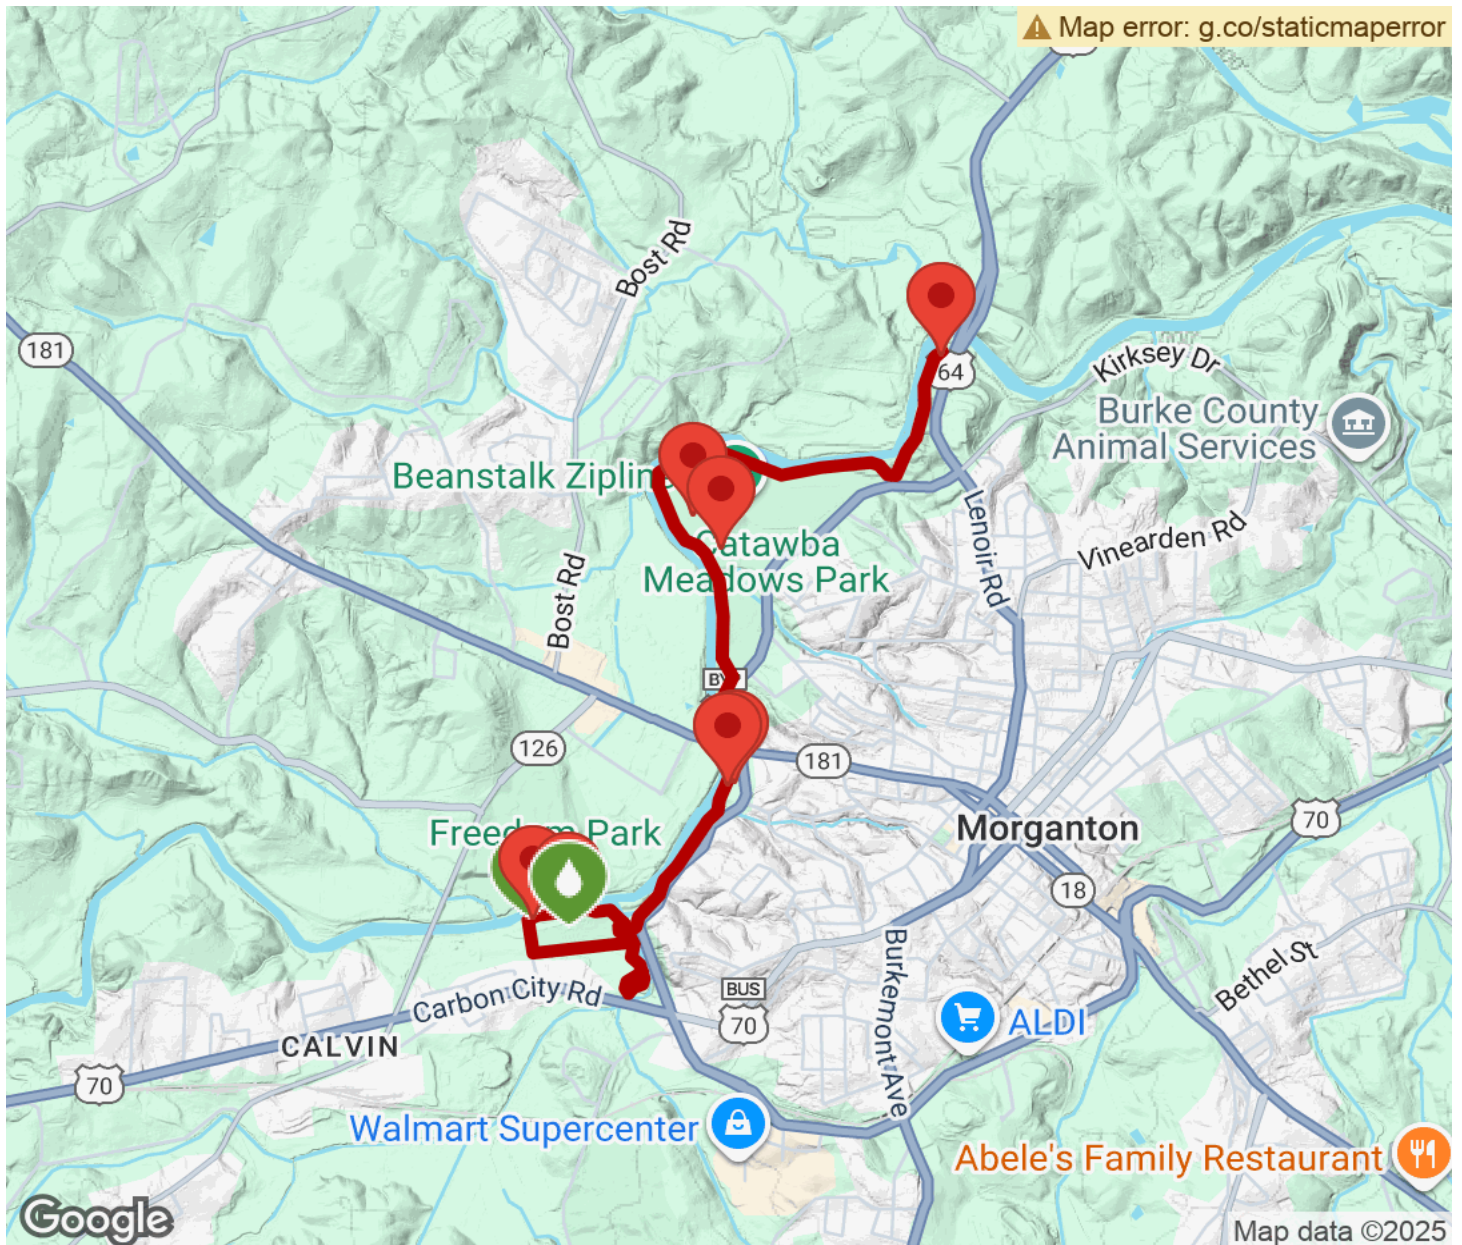 Map error: g.co/staticmaperror
Bost Rd
181
64
Kirksey Dr
Burke County
Animal Services
Beanstalk Zipline
Lenoir Rd
Vinearden Rd
Catawba
Meadows Park
Bost Rd
126
181
Freedom Park
Morganton
70
18
Burkemont Ave
Bethel St
Carbon City Rd
BUS
70
ALDI
CALVIN
70
Walmart Supercenter
Abele's Family Restaurant
Google
Map data ©2025